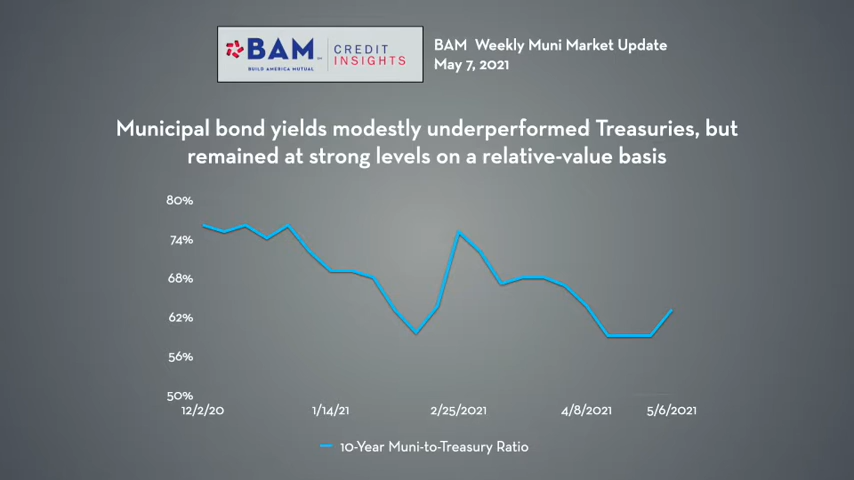 BAM
BUILD AMERICA MUTUAL
CREDIT
INSIGHTS
BAM Weekly Muni Market Update
May 7, 2021
Municipal bond yields modestly underperformed Treasuries, but
remained at strong levels on a relative-value basis
80%
74%
68%
62%
56%
50%
12/2/20 1/14/21 2/25/2021 4/8/2021 5/6/2021
10-Year Muni-to-Treasury Ratio